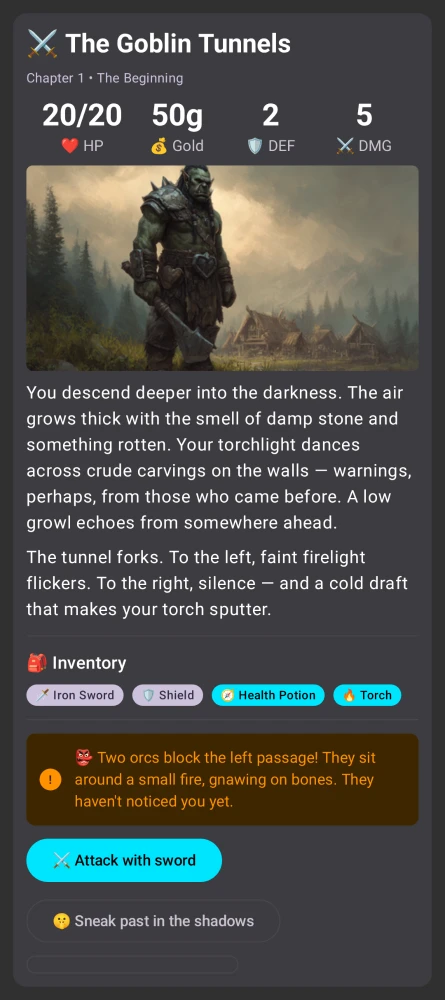 ⚔️ The Goblin Tunnels
Chapter 1 • The Beginning
20/20 50g 2 5
❤️ HP 💰 Gold 🛡️ DEF ⚔️ DMG
You descend deeper into the darkness. The air
grows thick with the smell of damp stone and
something rotten. Your torchlight dances
across crude carvings on the walls — warnings,
perhaps, from those who came before. A low
growl echoes from somewhere ahead.
The tunnel forks. To the left, faint firelight
flickers. To the right, silence — and a cold draft
that makes your torch sputter.
🎒 Inventory
🗡️ Iron Sword 🛡️ Shield 🧭 Health Potion 🔥 Torch
👺 Two orcs block the left passage! They sit
around a small fire, gnawing on bones. They
haven't noticed you yet.
⚔️ Attack with sword
🤫 Sneak past in the shadows